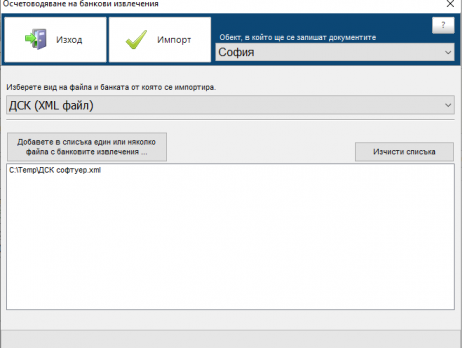 Осчетоводяване на банкови извлечения
?
Изход
Импорт
Обект, в който ще се запишат документите
София
Изберете вид на файла и банката от която се импортира.
ДСК (XML файл)
Добавете в списъка един или няколко
файла с банковите извлечения ...
Изчисти списъка
C:\Temp\ДСК софтуер.xml